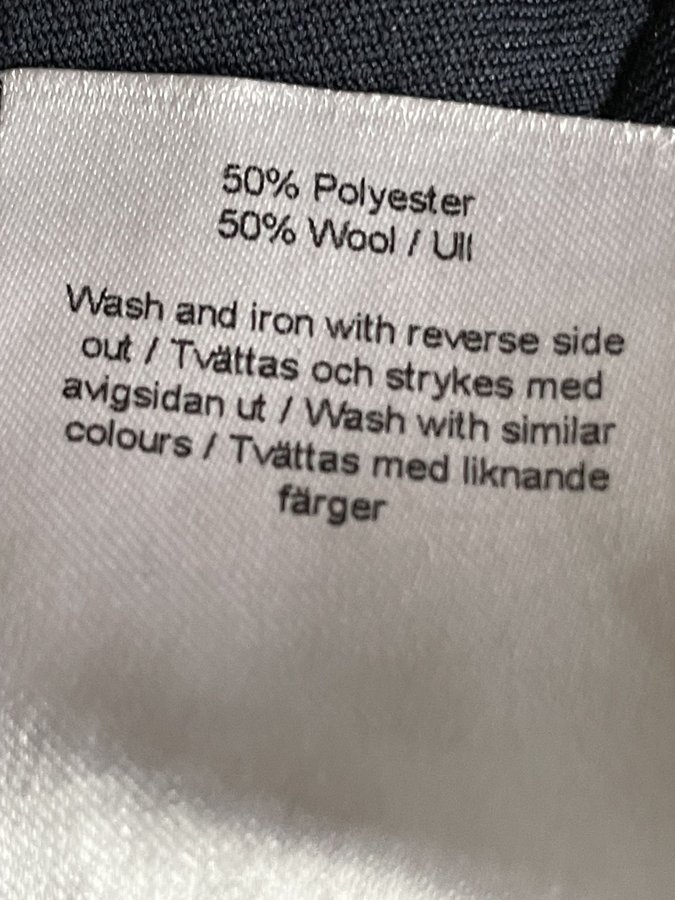 50% Polyester
50% Wool / Ull
Wash and iron with reverse side
out / Tvättas och strykes med
avigsidan ut / Wash with similar
colours / Tvättas med liknande
färger